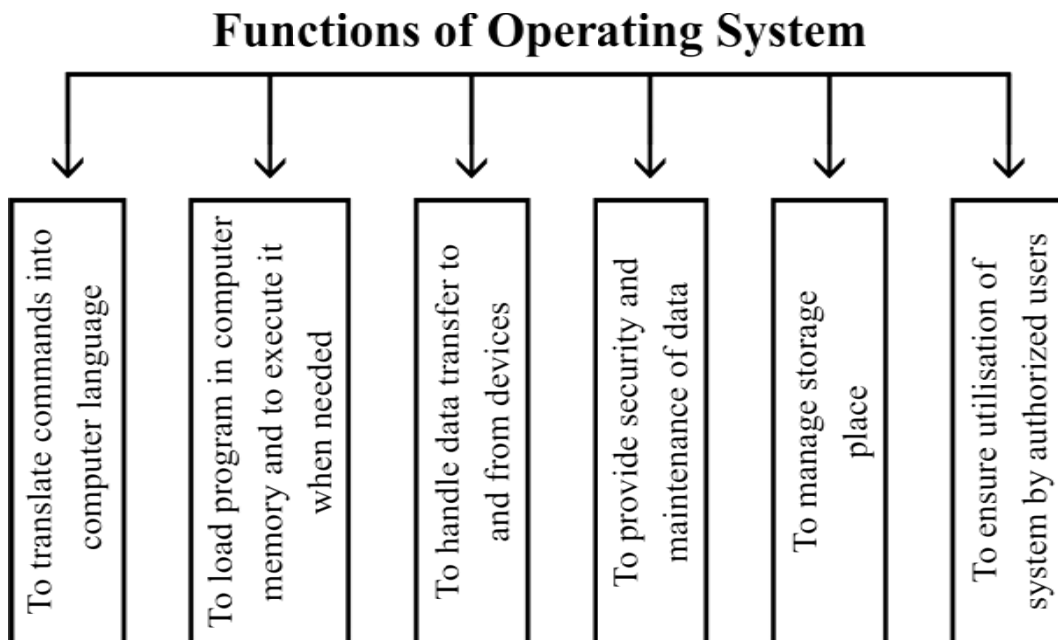 Functions of Operating System
To translate commands into
computer language
To load program in computer
memory and to execute it
when needed
To handle data transfer to
and from devices
To provide security and
maintenance of data
To manage storage
place
To ensure utilisation of
system by authorized users